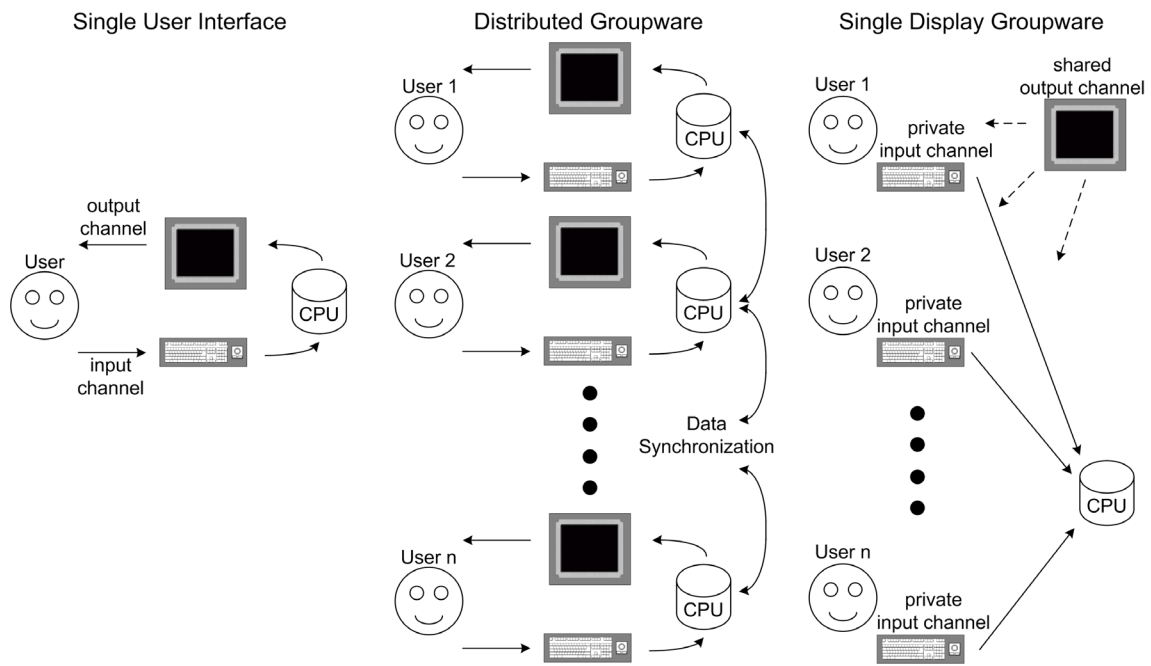 Single User Interface
output
channel
User
CPU
input
channel
Distributed Groupware
User 1
CPU
User 2
CPU
Data
Synchronization
User n
CPU
Single Display Groupware
shared
output channel
User 1
private
input channel
User 2
private
input channel
CPU
User n
private
input channel